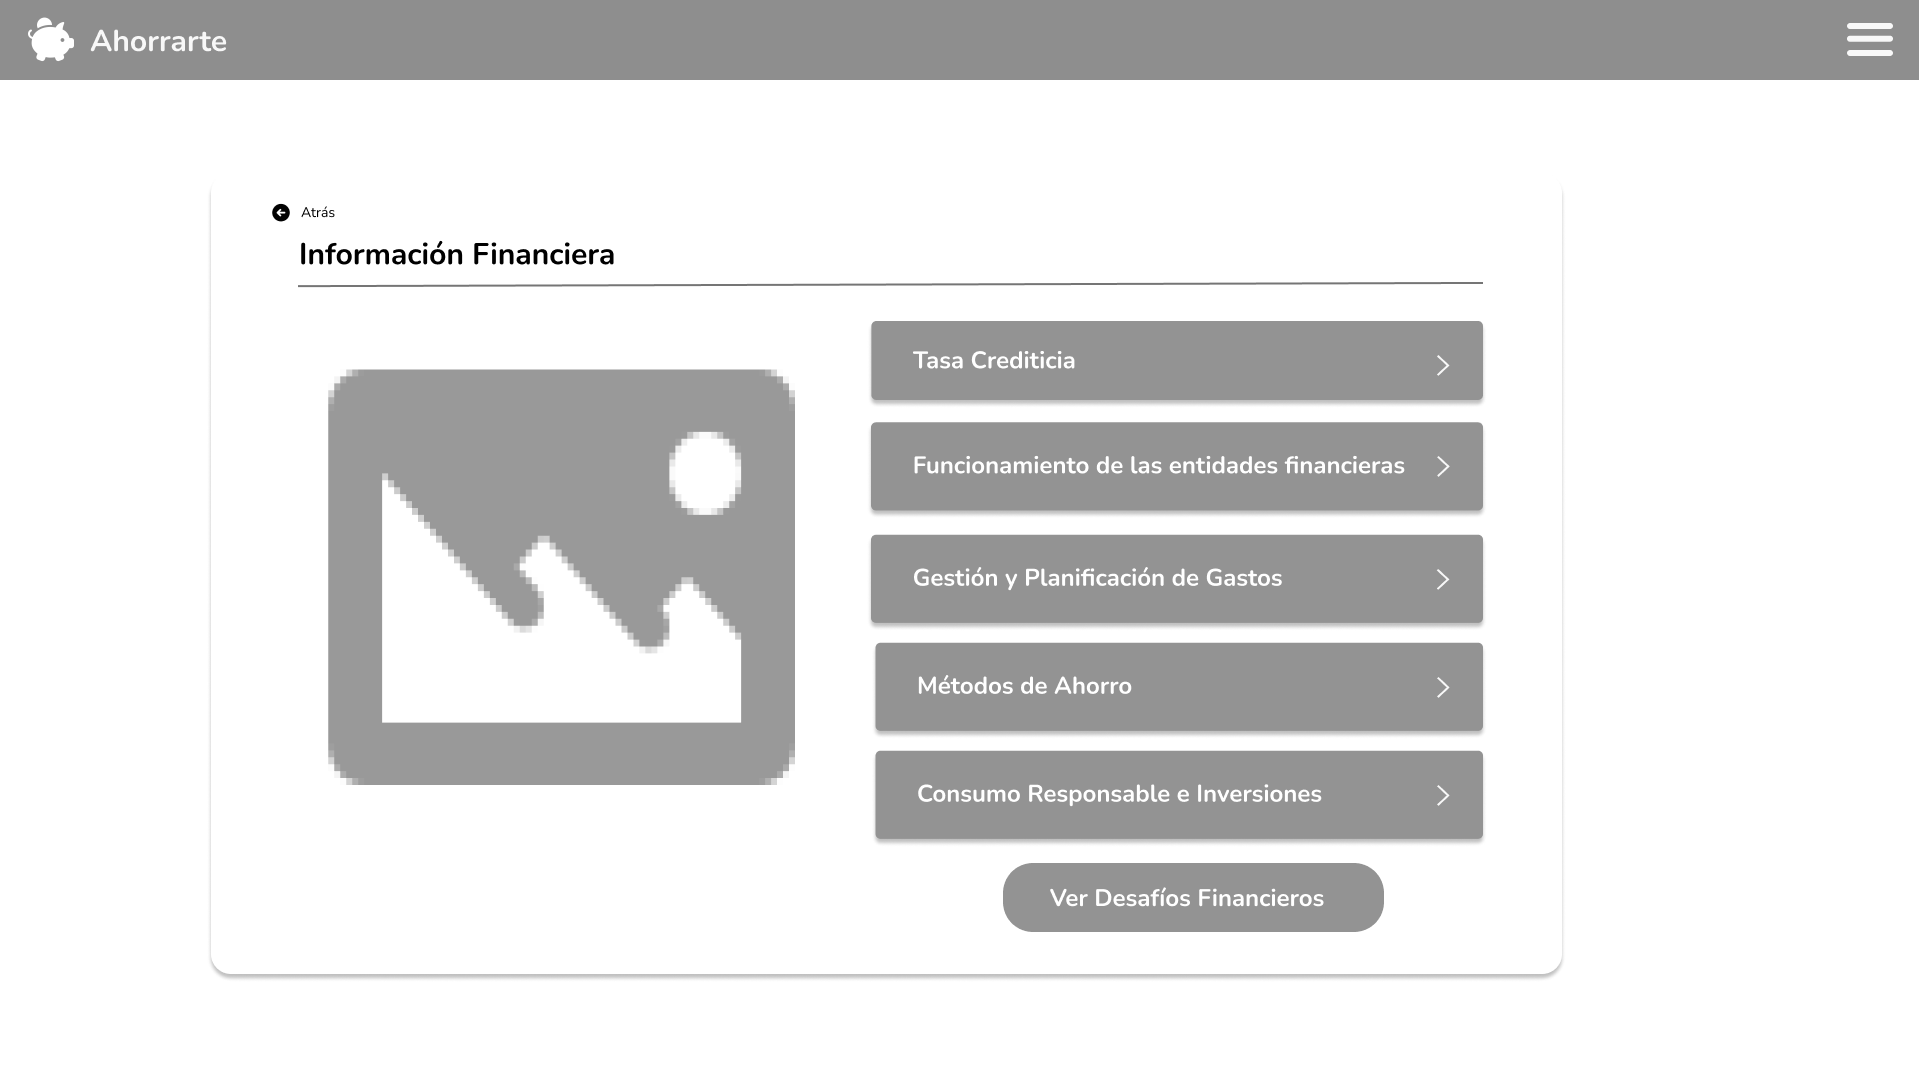 Ahorrarte
Atrás
Información Financiera
Tasa Crediticia
Funcionamiento de las entidades financieras
Gestión y Planificación de Gastos
Métodos de Ahorro
Consumo Responsable e Inversiones
Ver Desafíos Financieros